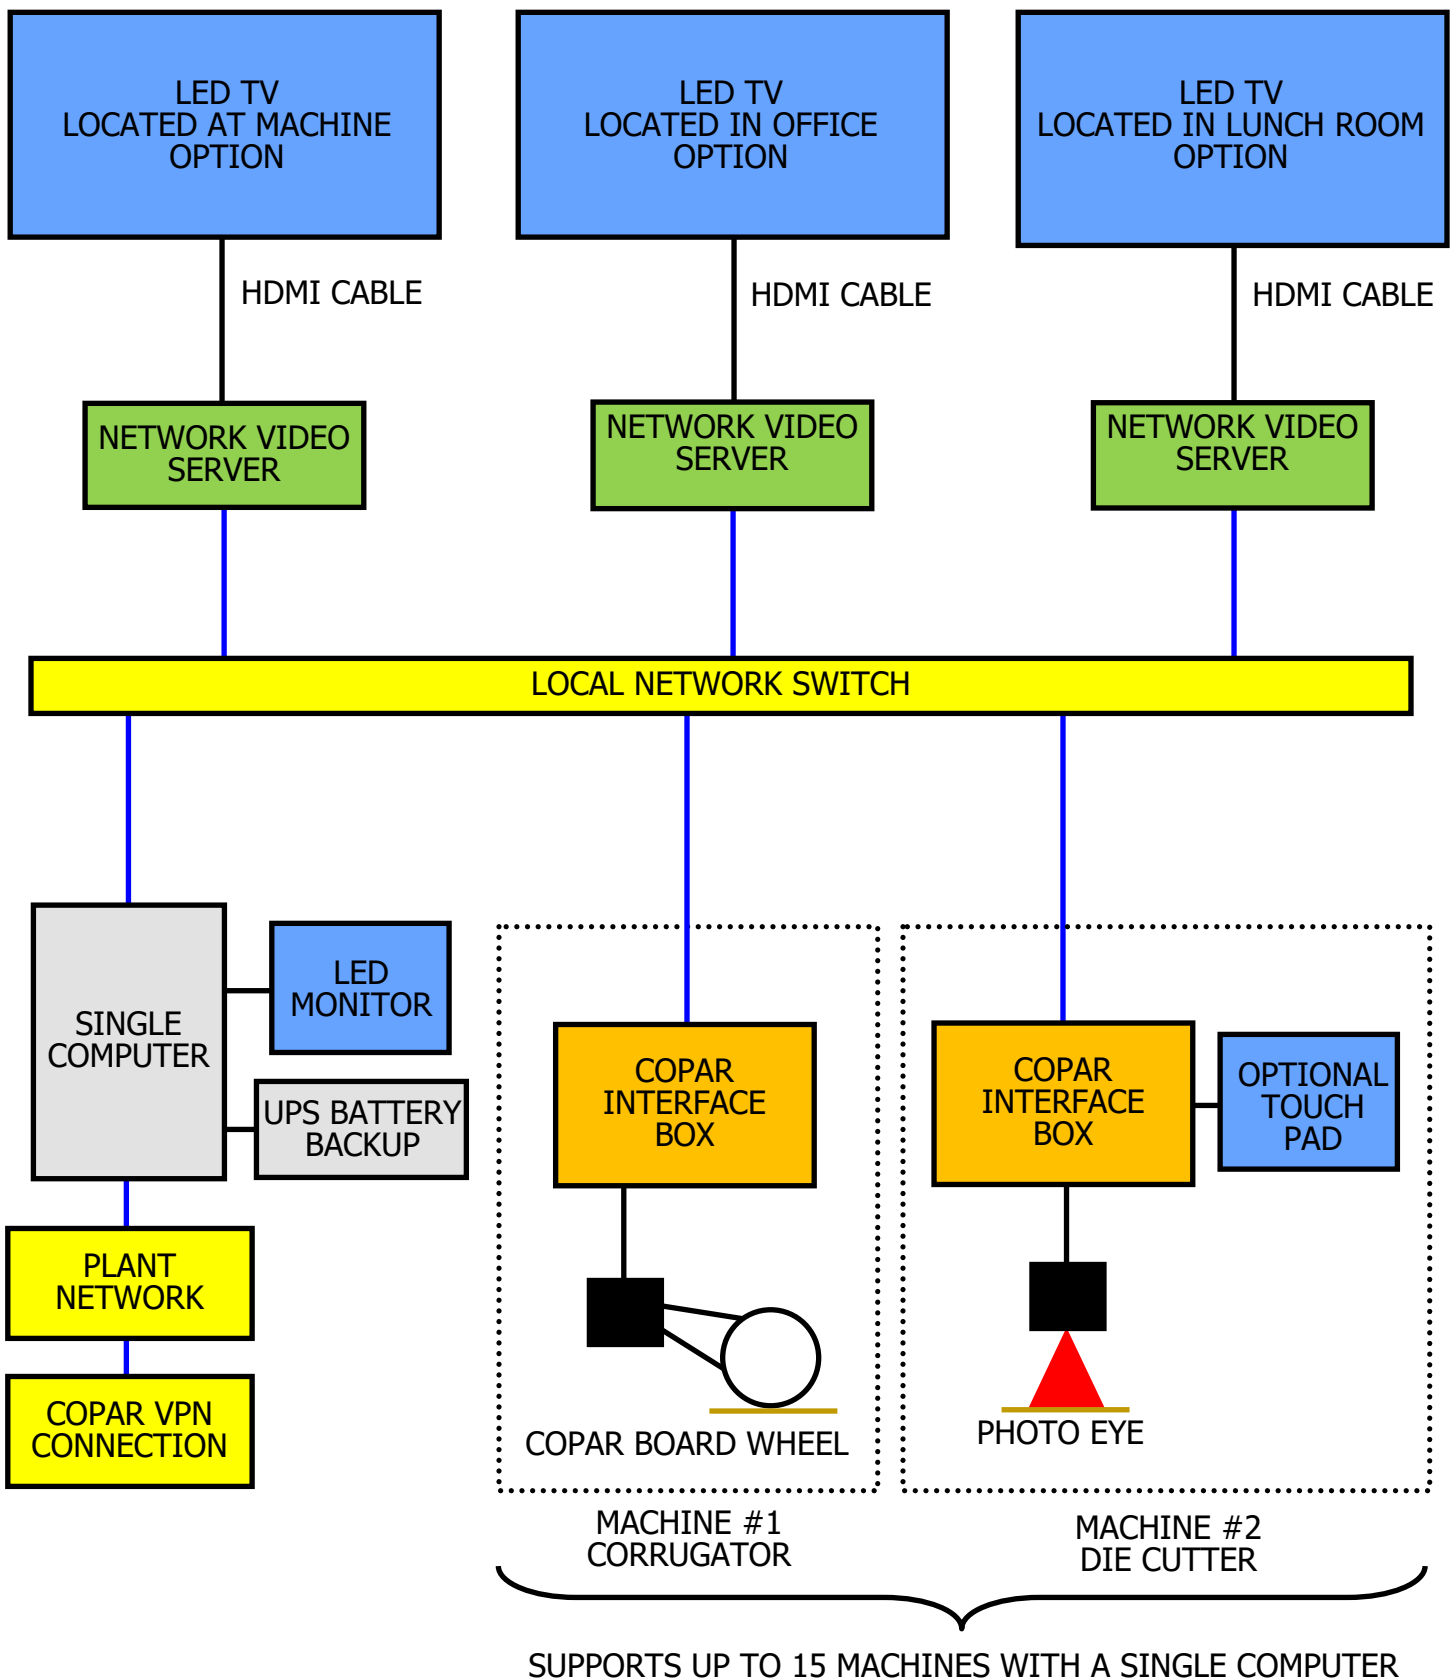 LED TV
LOCATED AT MACHINE
OPTION
LED TV
LOCATED IN OFFICE
OPTION
LED TV
LOCATED IN LUNCH ROOM
OPTION
HDMI CABLE
HDMI CABLE
HDMI CABLE
NETWORK VIDEO
SERVER
NETWORK VIDEO
SERVER
NETWORK VIDEO
SERVER
LOCAL NETWORK SWITCH
SINGLE
COMPUTER
LED
MONITOR
UPS BATTERY
BACKUP
PLANT
NETWORK
COPAR VPN
CONNECTION
COPAR
INTERFACE
BOX
COPAR BOARD WHEEL
MACHINE #1
CORRUGATOR
COPAR
INTERFACE
BOX
OPTIONAL
TOUCH
PAD
PHOTO EYE
MACHINE #2
DIE CUTTER
SUPPORTS UP TO 15 MACHINES WITH A SINGLE COMPUTER